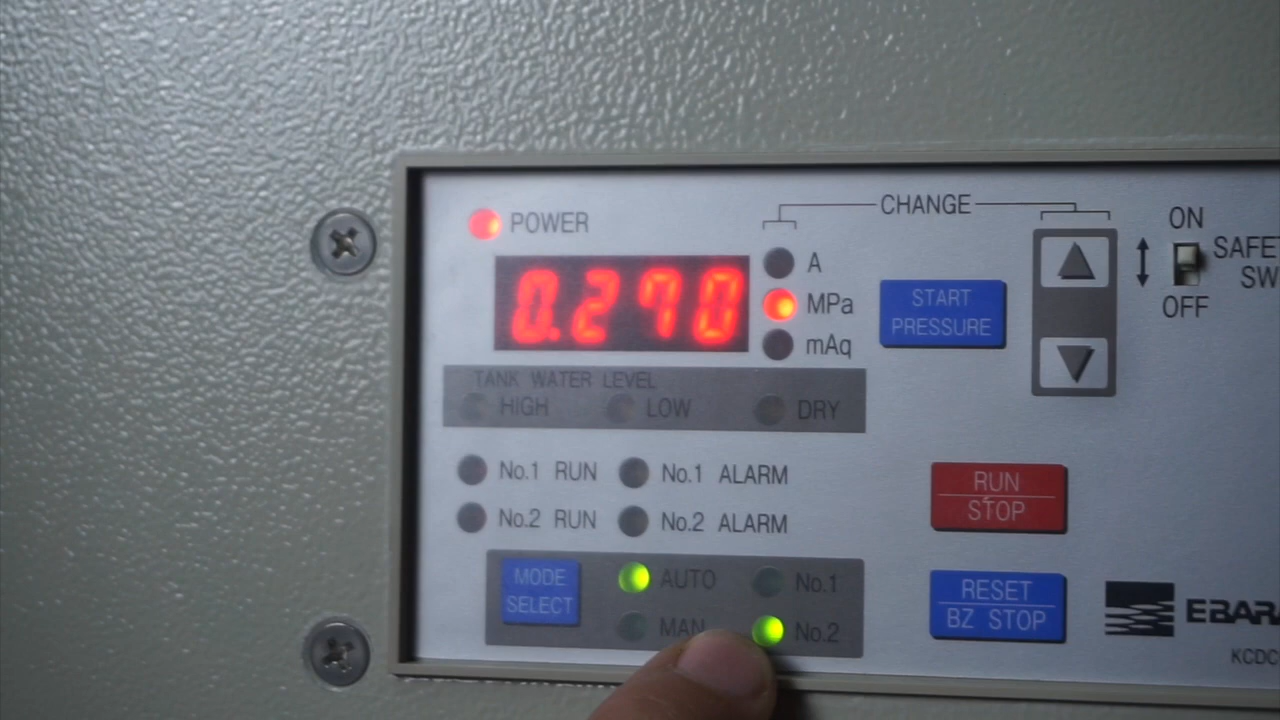 POWER
CHANGE
ON
0.270
A
MPa
mAq
START
PRESSURE
OFF
TANK WATER LEVEL
HIGH
LOW
DRY
No.1 RUN
No.1 ALARM
No.2 RUN
No.2 ALARM
RUN
STOP
MODE
SELECT
AUTO
No.1
MAN
No.2
RESET
BZ STOP
SW